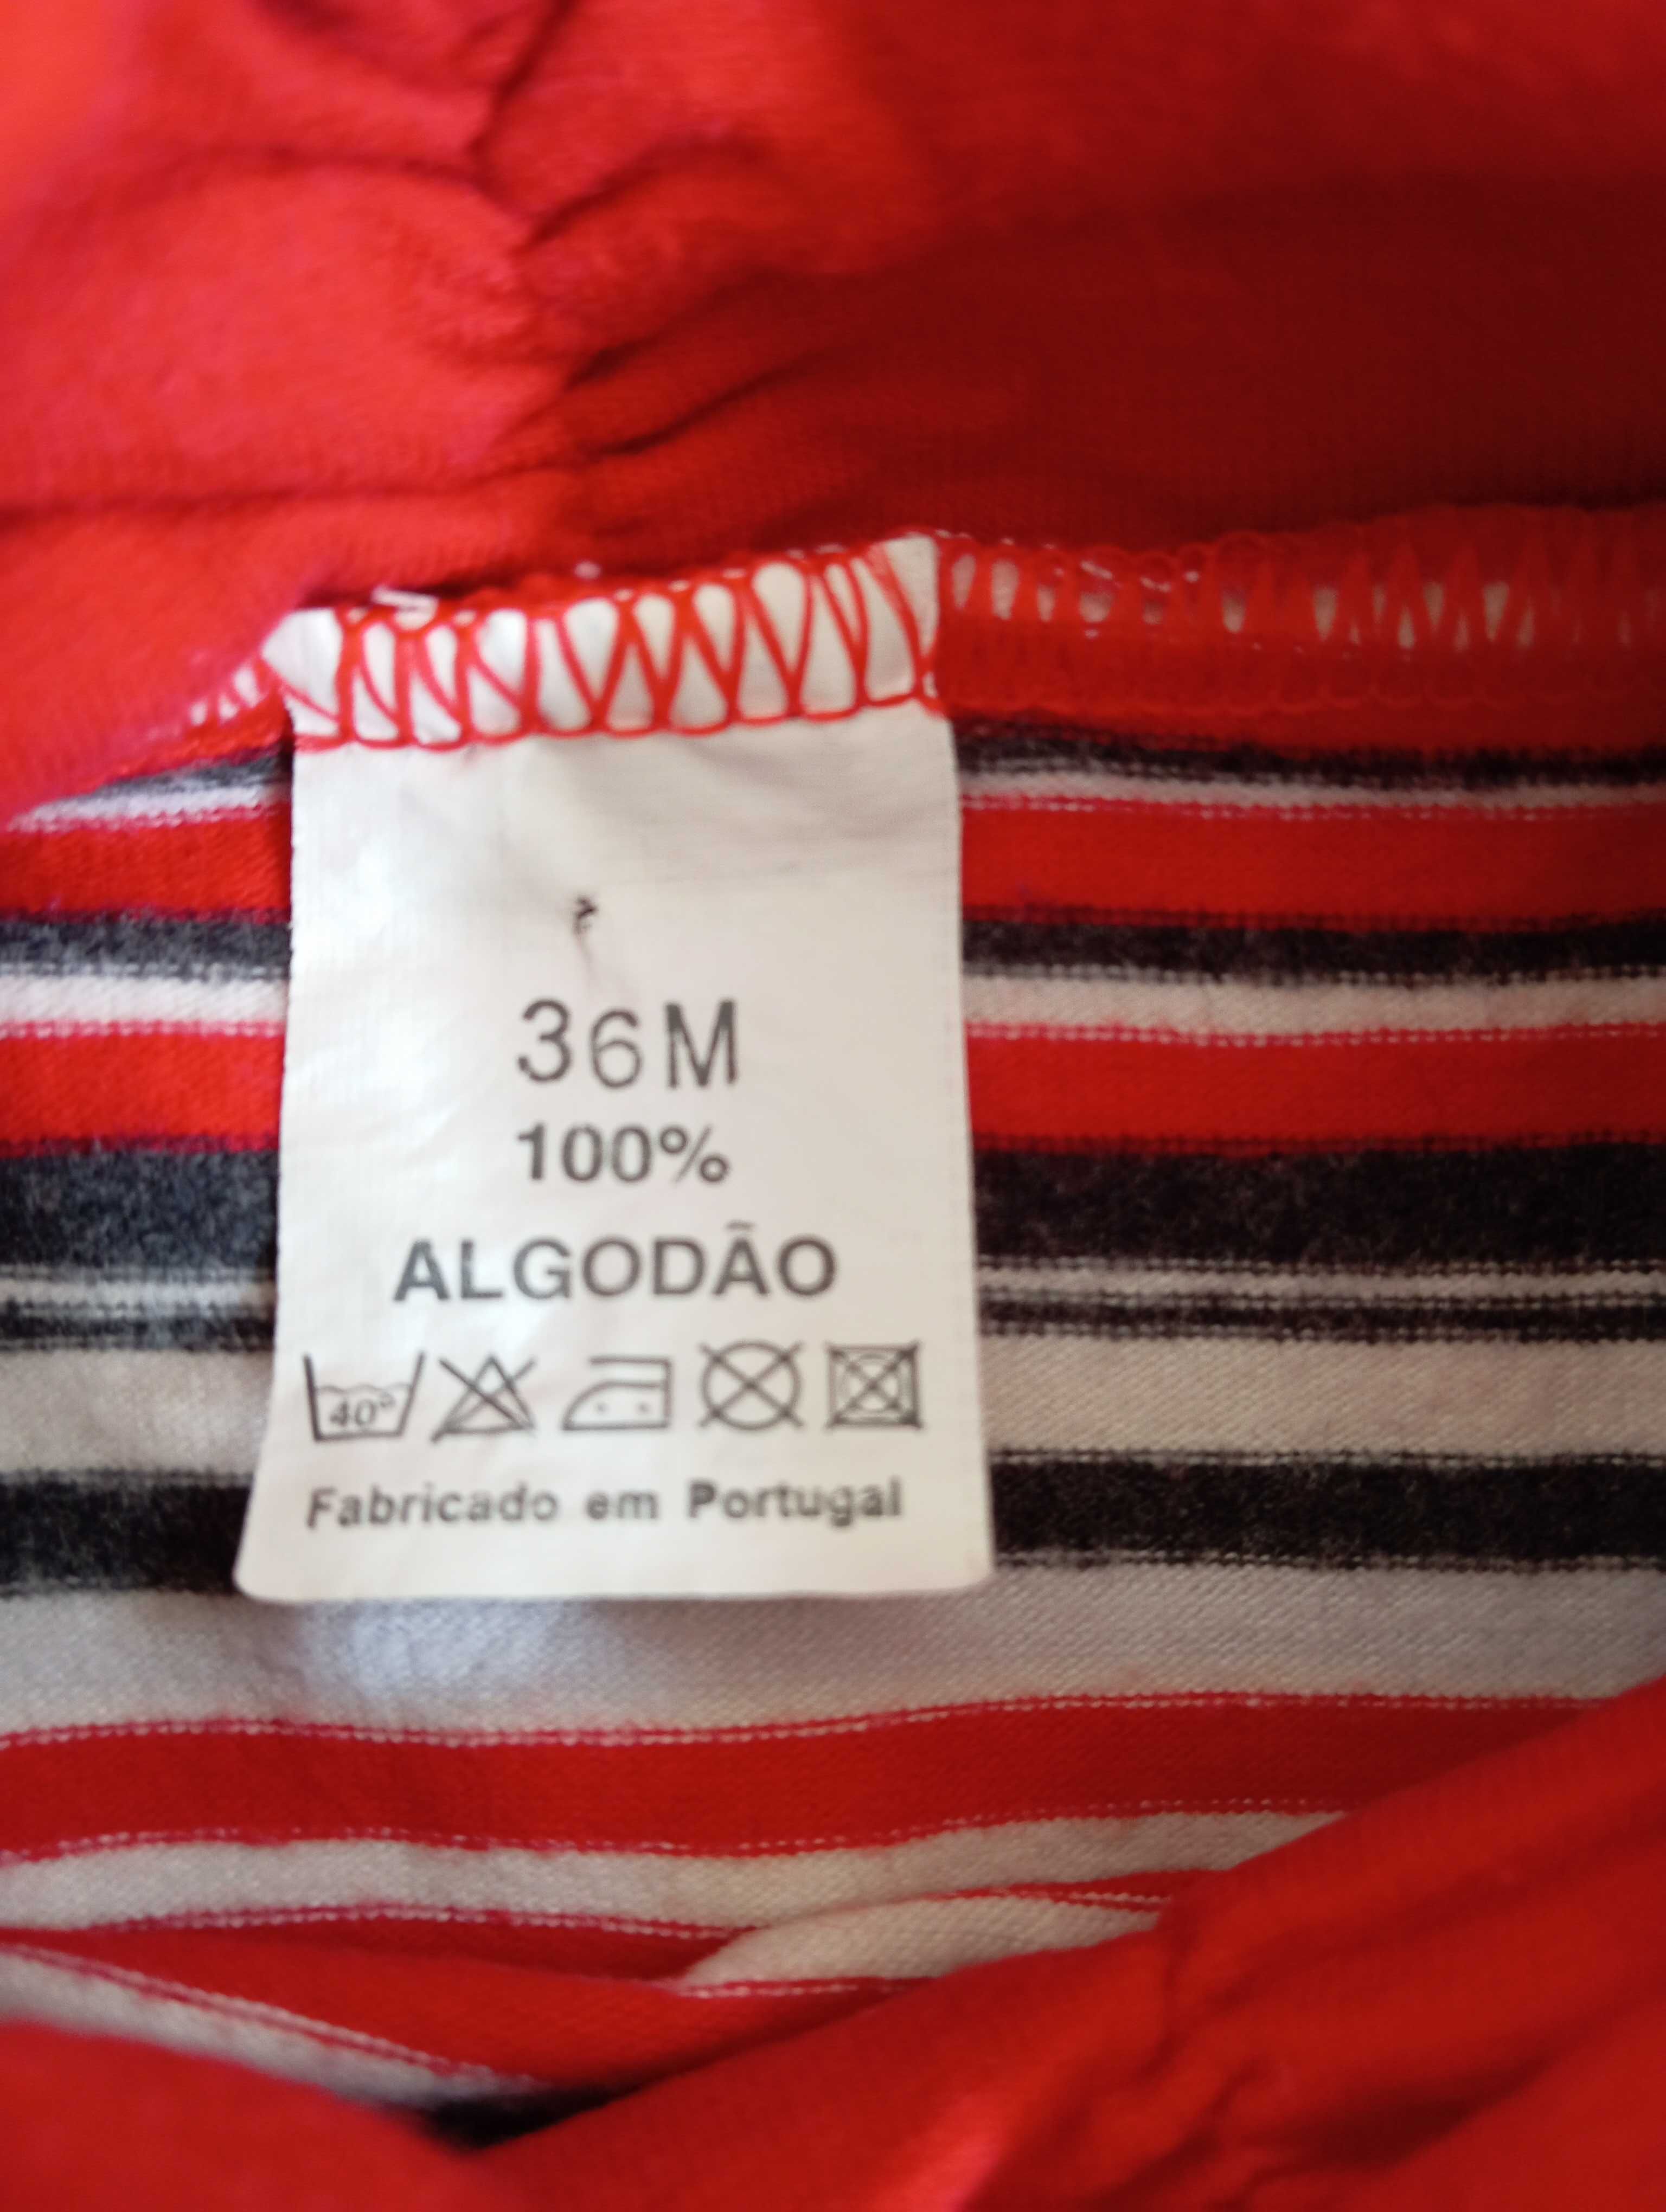 36M
100%
ALGODÃO
40°
Fabricado em Portugal